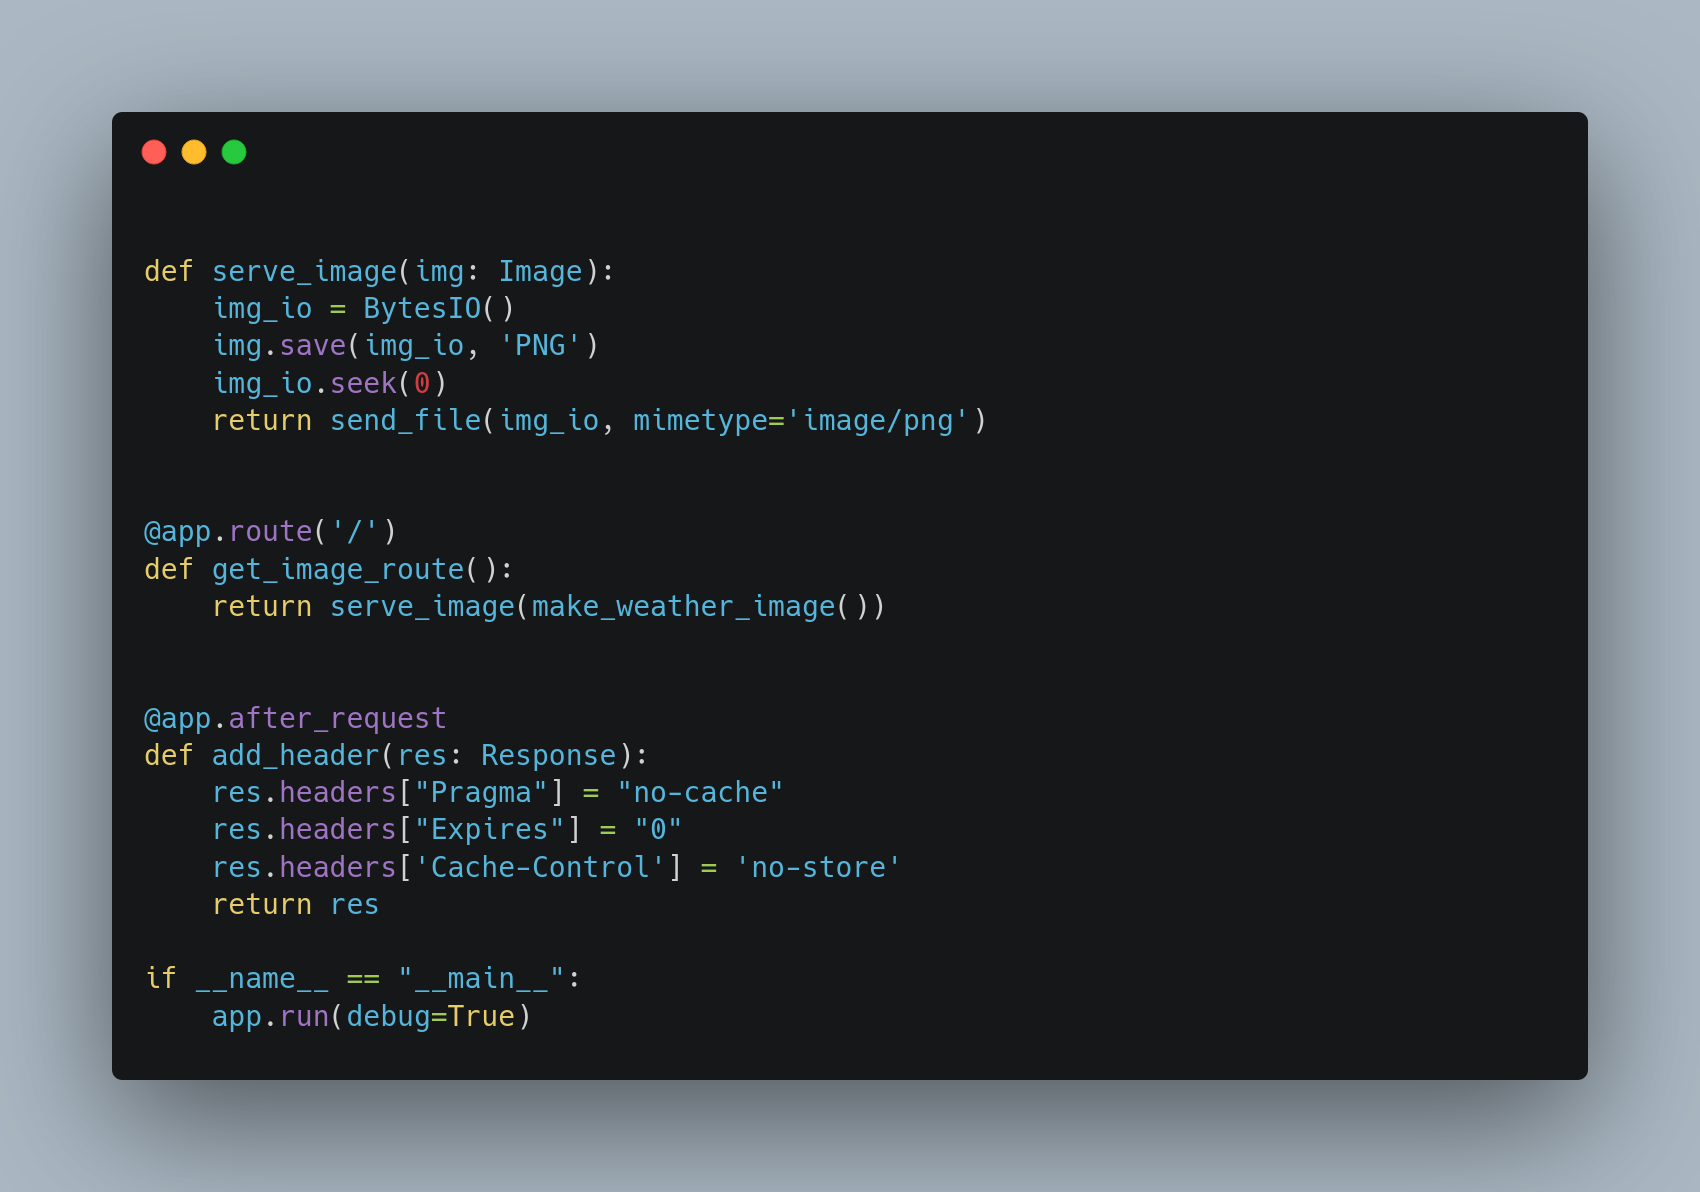 def serve_image(img: Image):
    img_io = BytesIO()
    img.save(img_io, 'PNG')
    img_io.seek(0)
    return send_file(img_io, mimetype='image/png')
@app.route('/')
def get_image_route():
    return serve_image(make_weather_image())
@app.after_request
def add_header(res: Response):
    res.headers["Pragma"] = "no-cache"
    res.headers["Expires"] = "0"
    res.headers['Cache-Control'] = 'no-store'
    return res
if __name__ == "__main__":
    app.run(debug=True)